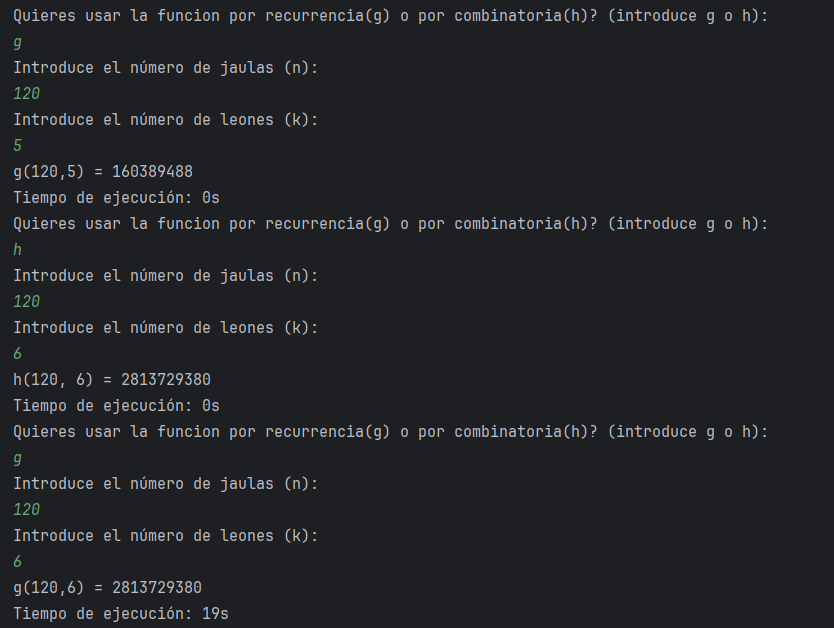 Quieres usar la funcion por recurrencia(g) o por combinatoria(h)? (introduce g o h):
g
Introduce el número de jaulas (n):
120
Introduce el número de leones (k):
5
g(120,5) = 160389488
Tiempo de ejecución: 0s
Quieres usar la funcion por recurrencia(g) o por combinatoria(h)? (introduce g o h):
h
Introduce el número de jaulas (n):
120
Introduce el número de leones (k):
6
h(120, 6) = 2813729380
Tiempo de ejecución: 0s
Quieres usar la funcion por recurrencia(g) o por combinatoria(h)? (introduce g o h):
g
Introduce el número de jaulas (n):
120
Introduce el número de leones (k):
6
g(120,6) = 2813729380
Tiempo de ejecución: 19s